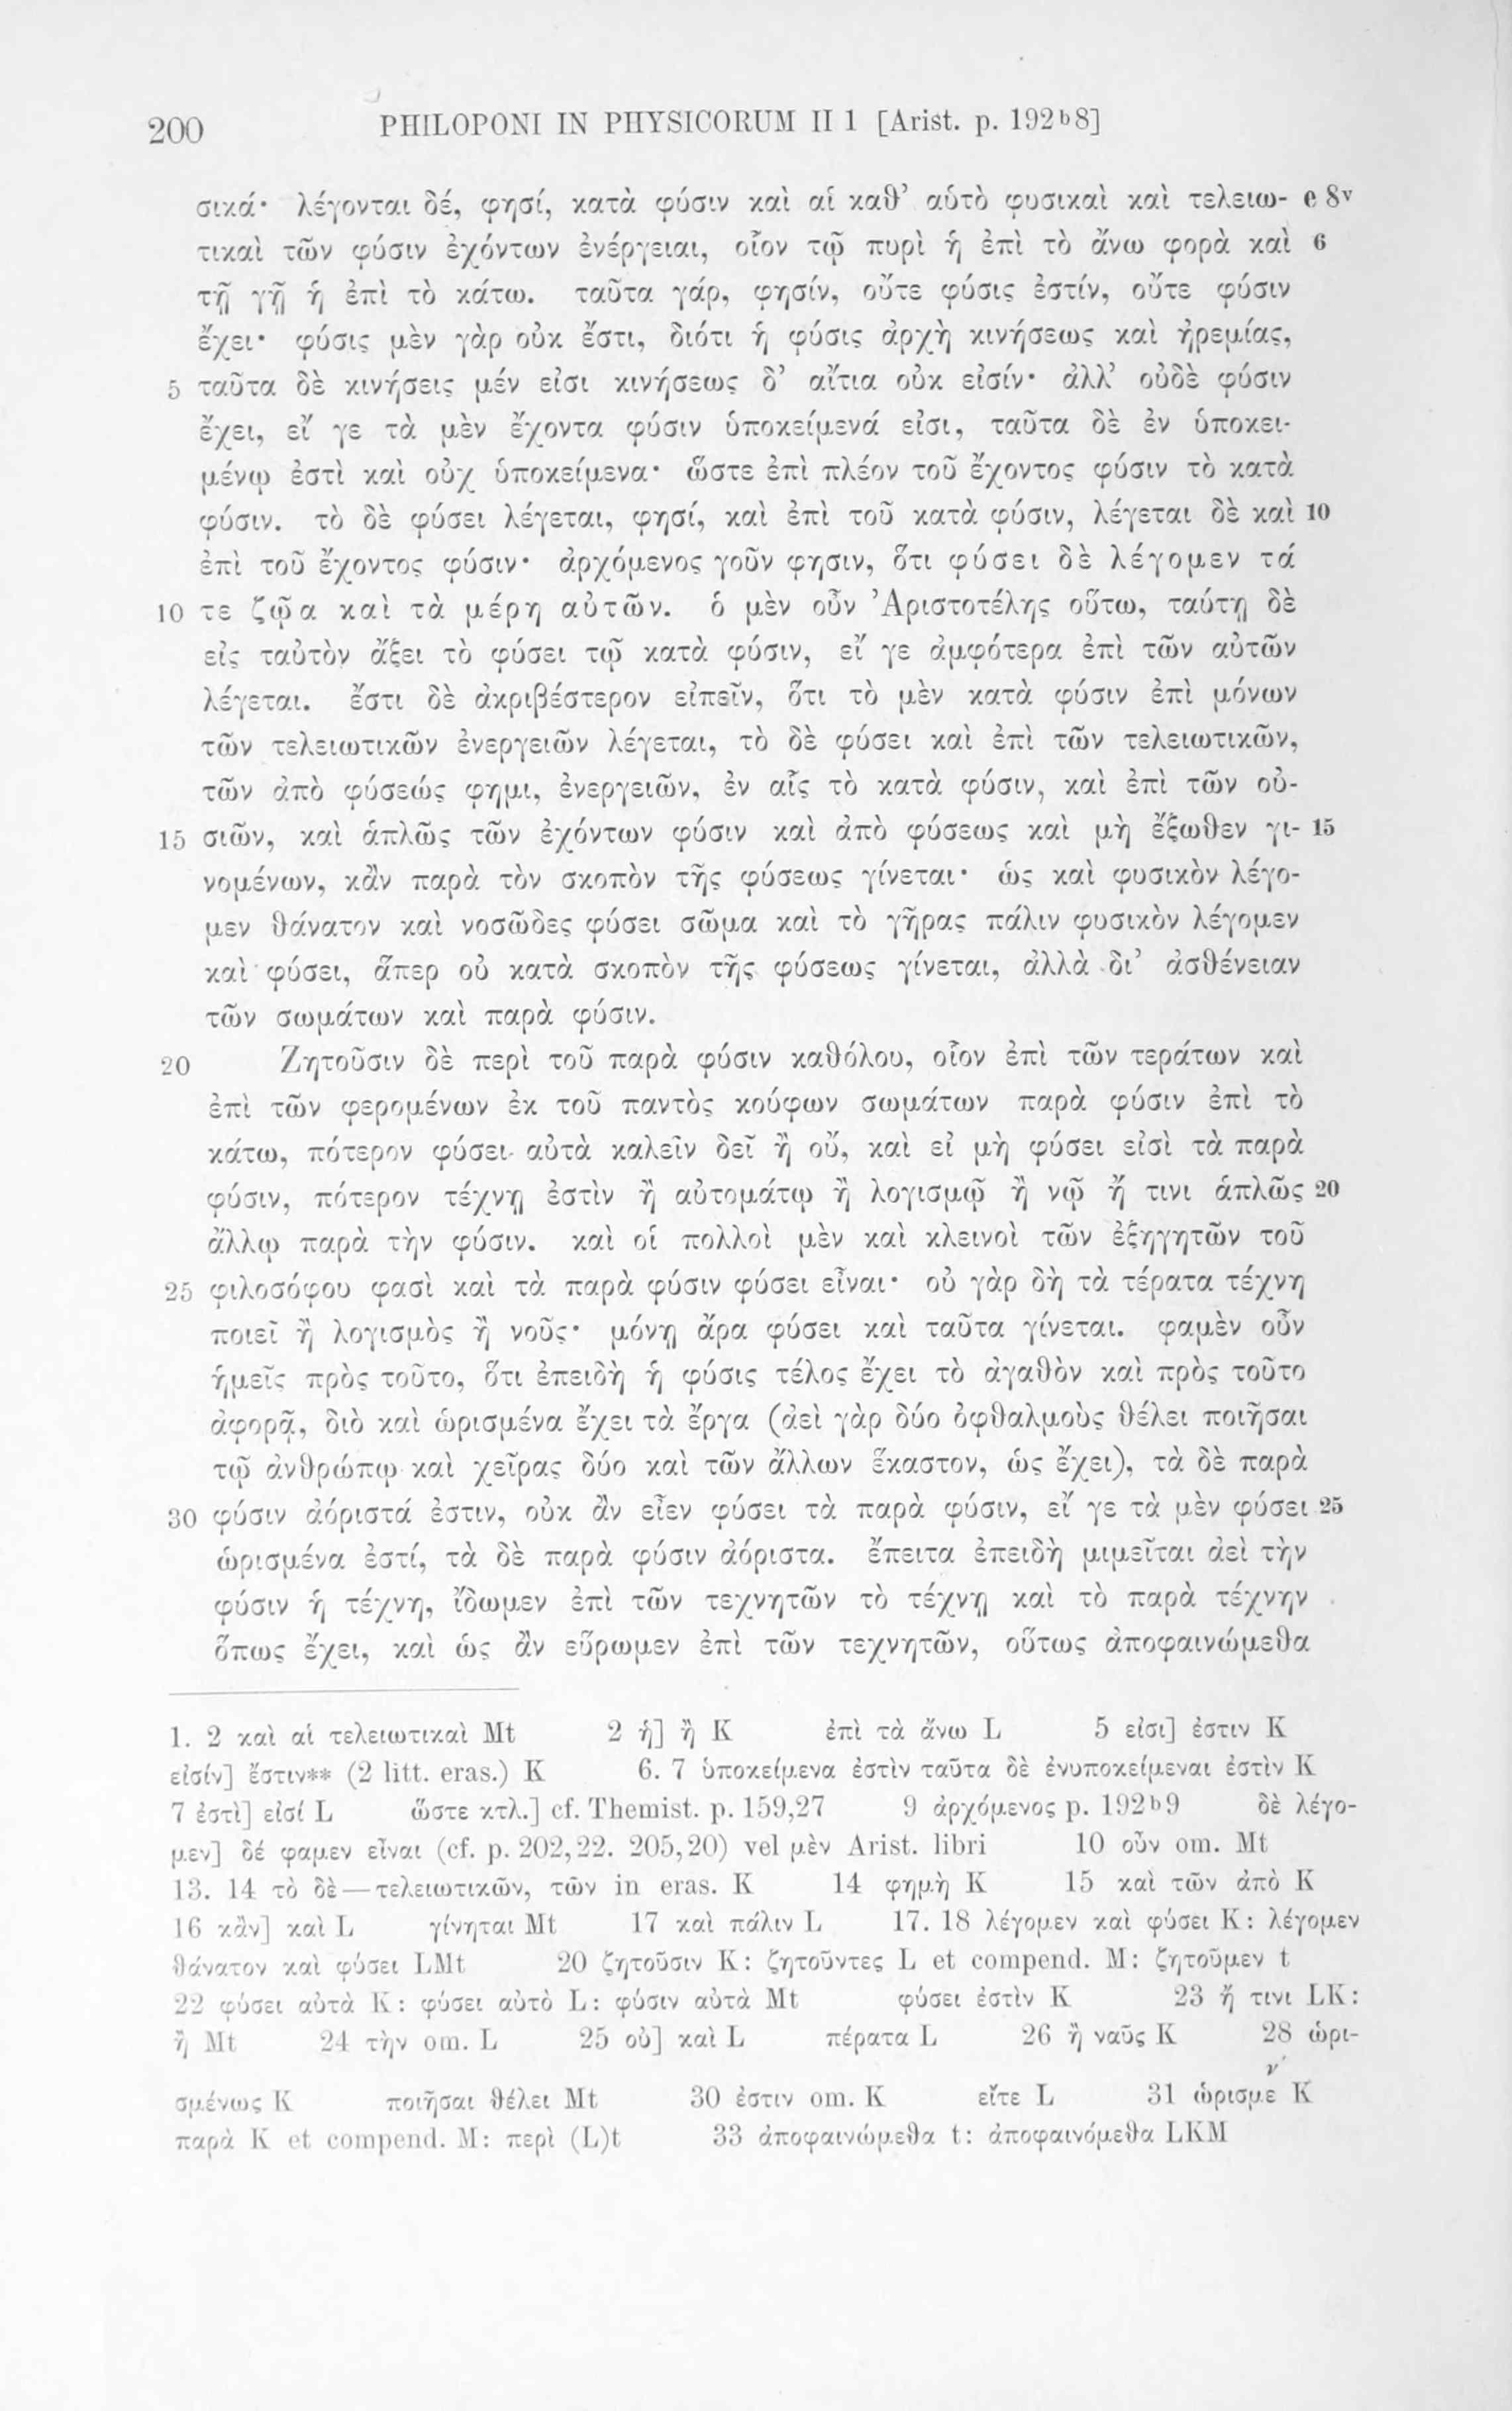 200 PHILOPONI IN PHYSICORUM II 1 [Arist. p. 192ᵇ8]
σικά· λέγονται δέ, φησί, κατὰ φύσιν καὶ αἱ καθ’ αὑτὸ φυσικαὶ καὶ τελειω- e 8ᵛ
τικαὶ τῶν φύσιν ἐχόντων ἐνέργειαι, οἷον τῷ πυρὶ ἡ ἐπὶ τὸ ἄνω φορὰ καὶ 6
τῇ γῇ ἡ ἐπὶ τὸ κάτω. ταῦτα γάρ, φησίν, οὔτε φύσις ἐστίν, οὔτε φύσιν
ἔχει· φύσις μὲν γὰρ οὐκ ἔστι, διότι ἡ φύσις ἀρχὴ κινήσεως καὶ ἠρεμίας,
5 ταῦτα δὲ κινήσεις μέν εἰσι κινήσεως δ’ αἴτια οὐκ εἰσίν· ἀλλ’ οὐδὲ φύσιν
ἔχει, εἴ γε τὰ μὲν ἔχοντα φύσιν ὑποκείμενά εἰσι, ταῦτα δὲ ἐν ὑποκει-
μένῳ ἐστὶ καὶ οὐχ ὑποκείμενα· ὥστε ἐπὶ πλέον τοῦ ἔχοντος φύσιν τὸ κατὰ
φύσιν. τὸ δὲ φύσει λέγεται, φησί, καὶ ἐπὶ τοῦ κατὰ φύσιν, λέγεται δὲ καὶ 10
ἐπὶ τοῦ ἔχοντος φύσιν· ἀρχόμενος γοῦν φησιν, ὅτι φύσει δὲ λέγομεν τά
10 τε ζῷα καὶ τὰ μέρη αὐτῶν. ὁ μὲν οὖν Ἀριστοτέλης οὕτω, ταύτῃ δὲ
εἰς ταὐτὸν ἄξει τὸ φύσει τῷ κατὰ φύσιν, εἴ γε ἀμφότερα ἐπὶ τῶν αὐτῶν
λέγεται. ἔστι δὲ ἀκριβέστερον εἰπεῖν, ὅτι τὸ μὲν κατὰ φύσιν ἐπὶ μόνων
τῶν τελειωτικῶν ἐνεργειῶν λέγεται, τὸ δὲ φύσει καὶ ἐπὶ τῶν τελειωτικῶν,
τῶν ἀπὸ φύσεώς φημι, ἐνεργειῶν, ἐν αἷς τὸ κατὰ φύσιν, καὶ ἐπὶ τῶν οὐ-
15 σιῶν, καὶ ἁπλῶς τῶν ἐχόντων φύσιν καὶ ἀπὸ φύσεως καὶ μὴ ἔξωθεν γι- 15
νομένων, κἂν παρὰ τὸν σκοπὸν τῆς φύσεως γίνεται· ὡς καὶ φυσικὸν λέγο-
μεν θάνατον καὶ νοσῶδες φύσει σῶμα καὶ τὸ γῆρας πάλιν φυσικὸν λέγομεν
καὶ φύσει, ἅπερ οὐ κατὰ σκοπὸν τῆς φύσεως γίνεται, ἀλλὰ δι’ ἀσθένειαν
τῶν σωμάτων καὶ παρὰ φύσιν.
20 Ζητοῦσιν δὲ περὶ τοῦ παρὰ φύσιν καθόλου, οἷον ἐπὶ τῶν τεράτων καὶ
ἐπὶ τῶν φερομένων ἐκ τοῦ παντὸς κούφων σωμάτων παρὰ φύσιν ἐπὶ τὸ
κάτω, πότερον φύσει αὐτὰ καλεῖν δεῖ ἢ οὔ, καὶ εἰ μὴ φύσει εἰσὶ τὰ παρὰ
φύσιν, πότερον τέχνῃ ἐστὶν ἢ αὐτομάτῳ ἢ λογισμῷ ἢ νῷ ἤ τινι ἁπλῶς 20
ἄλλῳ παρὰ τὴν φύσιν. καὶ οἱ πολλοὶ μὲν καὶ κλεινοὶ τῶν ἐξηγητῶν τοῦ
25 φιλοσόφου φασὶ καὶ τὰ παρὰ φύσιν φύσει εἶναι· οὐ γὰρ δὴ τὰ τέρατα τέχνη
ποιεῖ ἢ λογισμὸς ἢ νοῦς· μόνῃ ἄρα φύσει καὶ ταῦτα γίνεται. φαμὲν οὖν
ἡμεῖς πρὸς τοῦτο, ὅτι ἐπειδὴ ἡ φύσις τέλος ἔχει τὸ ἀγαθὸν καὶ πρὸς τοῦτο
ἀφορᾷ, διὸ καὶ ὡρισμένα ἔχει τὰ ἔργα (ἀεὶ γὰρ δύο ὀφθαλμοὺς θέλει ποιῆσαι
τῷ ἀνθρώπῳ καὶ χεῖρας δύο καὶ τῶν ἄλλων ἕκαστον, ὡς ἔχει), τὰ δὲ παρὰ
30 φύσιν ἀόριστά ἐστιν, οὐκ ἂν εἶεν φύσει τὰ παρὰ φύσιν, εἴ γε τὰ μὲν φύσει 25
ὡρισμένα ἐστί, τὰ δὲ παρὰ φύσιν ἀόριστα. ἔπειτα ἐπειδὴ μιμεῖται ἀεὶ τὴν
φύσιν ἡ τέχνη, ἴδωμεν ἐπὶ τῶν τεχνητῶν τὸ τέχνῃ καὶ τὸ παρὰ τέχνην
ὅπως ἔχει, καὶ ὡς ἂν εὕρωμεν ἐπὶ τῶν τεχνητῶν, οὕτως ἀποφαινώμεθα
1. 2 καὶ αἱ τελειωτικαὶ Mt 2 ἡ] ἢ K ἐπὶ τὰ ἄνω L 5 εἰσι] ἐστιν K
εἰσίν] ἔστιν** (2 litt. eras.) K 6. 7 ὑποκείμενα ἐστὶν ταῦτα δὲ ἐνυποκείμεναι ἐστὶν K
7 ἐστὶ] εἰσί L ὥστε κτλ.] cf. Themist. p. 159,27 9 ἀρχόμενος p. 192ᵇ9 δὲ λέγο-
μεν] δέ φαμεν εἶναι (cf. p. 202,22. 205,20) vel μὲν Arist. libri 10 οὖν om. Mt
13. 14 τὸ δὲ — τελειωτικῶν, τῶν in eras. K 14 φημὴ K 15 καὶ τῶν ἀπὸ K
16 κἂν] καὶ L γίνηται Mt 17 καὶ πάλιν L 17. 18 λέγομεν καὶ φύσει K: λέγομεν
θάνατον καὶ φύσει LMt 20 ζητοῦσιν K: ζητοῦντες L et compend. M: ζητοῦμεν t
22 φύσει αὐτὰ K: φύσει αὐτὸ L: φύσιν αὐτὰ Mt φύσει ἐστὶν K 23 ἤ τινι LK:
ἢ Mt 24 τὴν om. L 25 οὐ] καὶ L πέρατα L 26 ἢ ναῦς K 28 ὡρι-
σμένως K ποιῆσαι θέλει Mt 30 ἐστιν om. K εἴτε L 31 ὡρισμεν K
παρὰ K et compend. M: περὶ (L)t 33 ἀποφαινώμεθα t: ἀποφαινόμεθα LKM